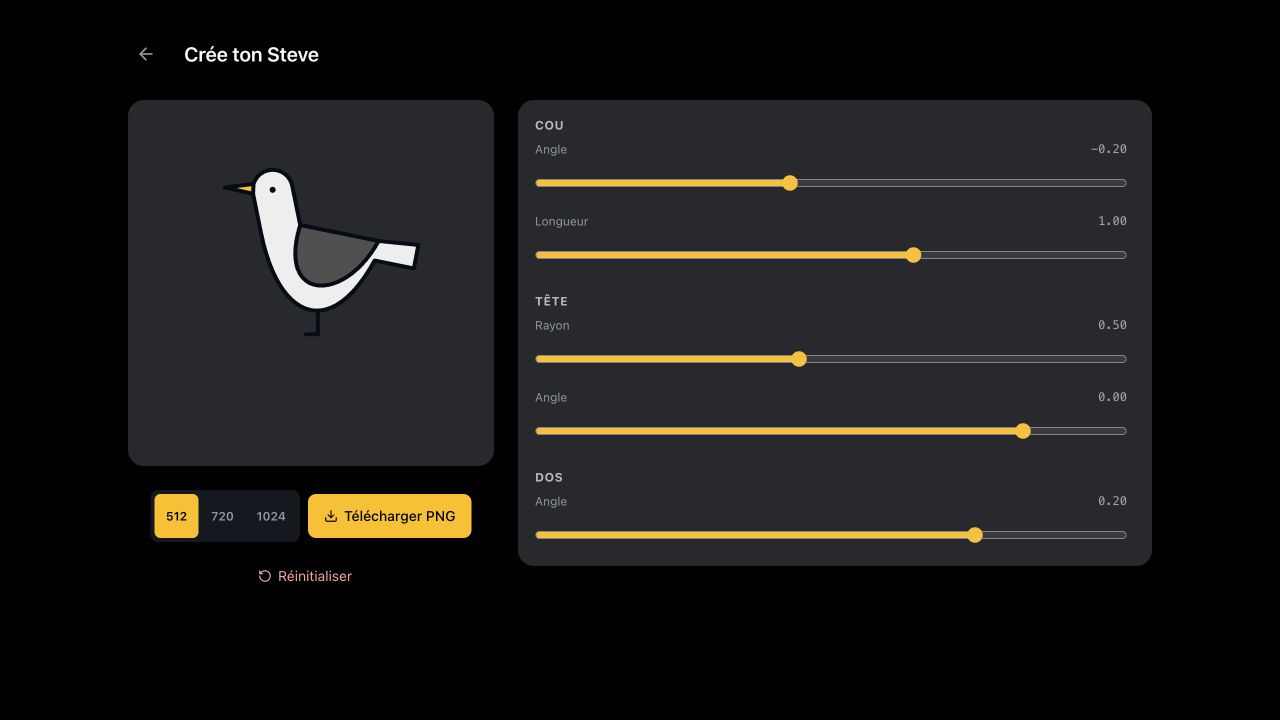 Crée ton Steve
512
720
1024
Télécharger PNG
Réinitialiser
COU
Angle
−0.20
Longueur
1.00
TÊTE
Rayon
0.50
Angle
0.00
DOS
Angle
0.20